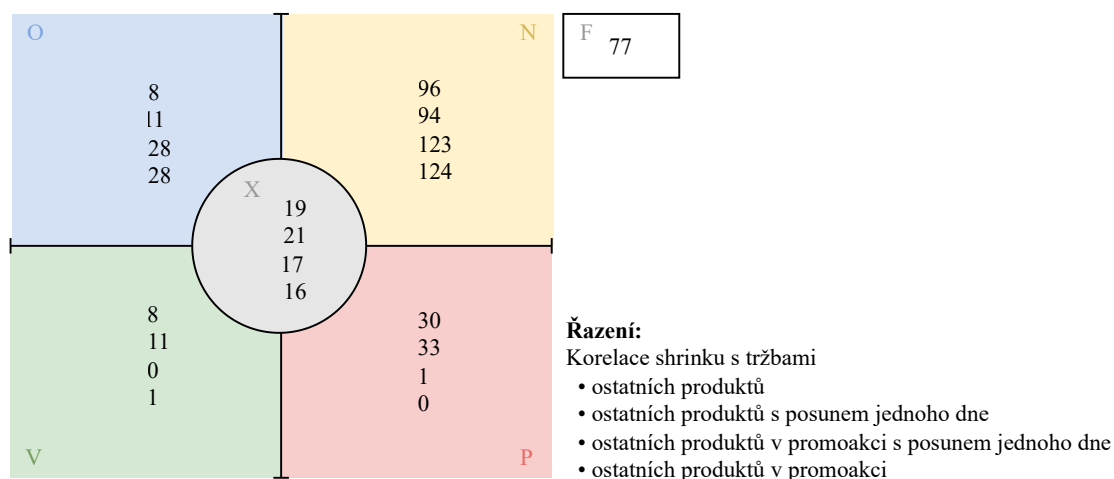 O
8
11
28
28
N
96
94
123
124
F
77
X
19
21
17
16
8
11
0
1
V
30
33
1
0
P
Řazení:
Korelace shrinku s tržbami
• ostatních produktů
• ostatních produktů s posunem jednoho dne
• ostatních produktů v promoakci s posunem jednoho dne
• ostatních produktů v promoakci